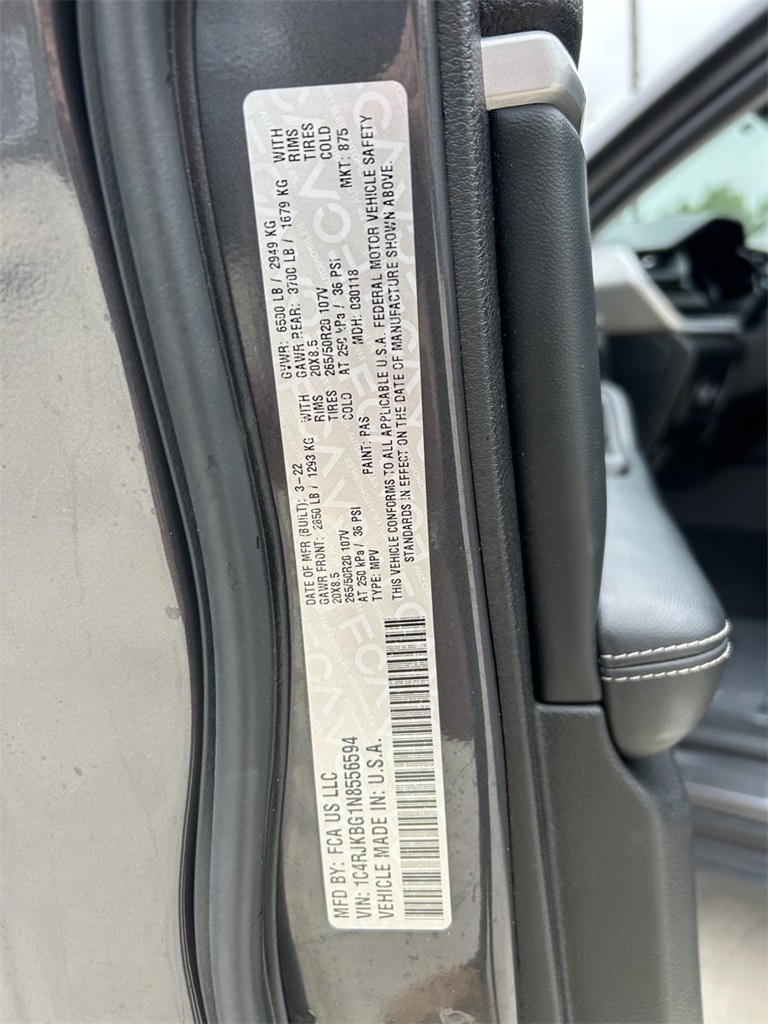 MFD BY: FCA US LLC
DATE OF MFR (BUILT): 3-22
GVWR: 6500 LB / 2949 KG
GAWR FRONT: 2850 LB / 1293 KG WITH
GAWR REAR: 3700 LB / 1679 KG WITH
20X8.5 RIMS
20X8.5 RIMS
265/50R20 107V TIRES
265/50R20 107V TIRES
AT 250 kPa / 36 PSI COLD
AT 250 kPa / 36 PSI COLD
VIN: 1C4RJKBG1N8556594
TYPE: MPV
PAINT: PAS
MDH: 030118
MKT: 875
VEHICLE MADE IN: U.S.A.
THIS VEHICLE CONFORMS TO ALL APPLICABLE U.S.A. FEDERAL MOTOR VEHICLE SAFETY
STANDARDS IN EFFECT ON THE DATE OF MANUFACTURE SHOWN ABOVE.